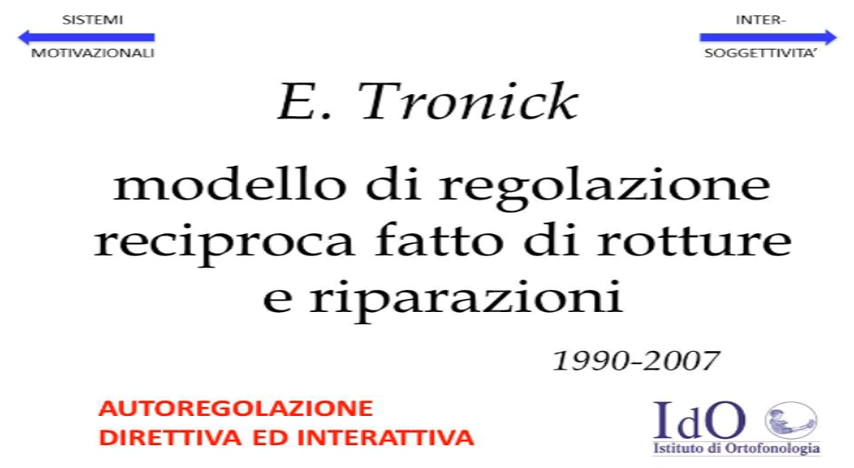 SISTEMI
MOTIVAZIONALI
INTER-
SOGGETTIVITA’
E. Tronick
modello di regolazione
reciproca fatto di rotture
e riparazioni
1990-2007
AUTOREGOLAZIONE
DIRETTIVA ED INTERATTIVA
IdO
Istituto di Ortofonologia